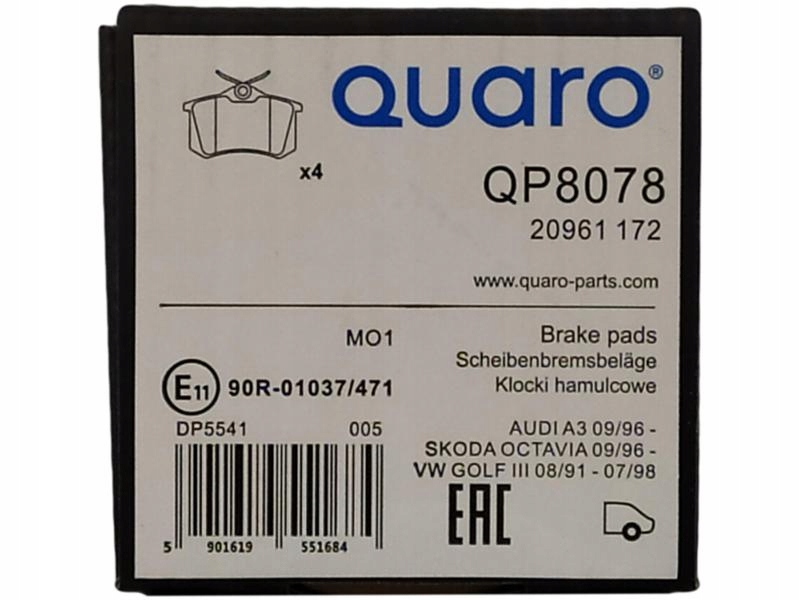 QUARO®
x4
QP8078
20961 172
www.quaro-parts.com
MO1
Brake pads
Scheibenbremsbeläge
Klocki hamulcowe
E11 90R-01037/471
DP5541 005
AUDI A3 09/96 -
SKODA OCTAVIA 09/96 -
VW GOLF III 08/91 - 07/98
EAC
5 901619 551684